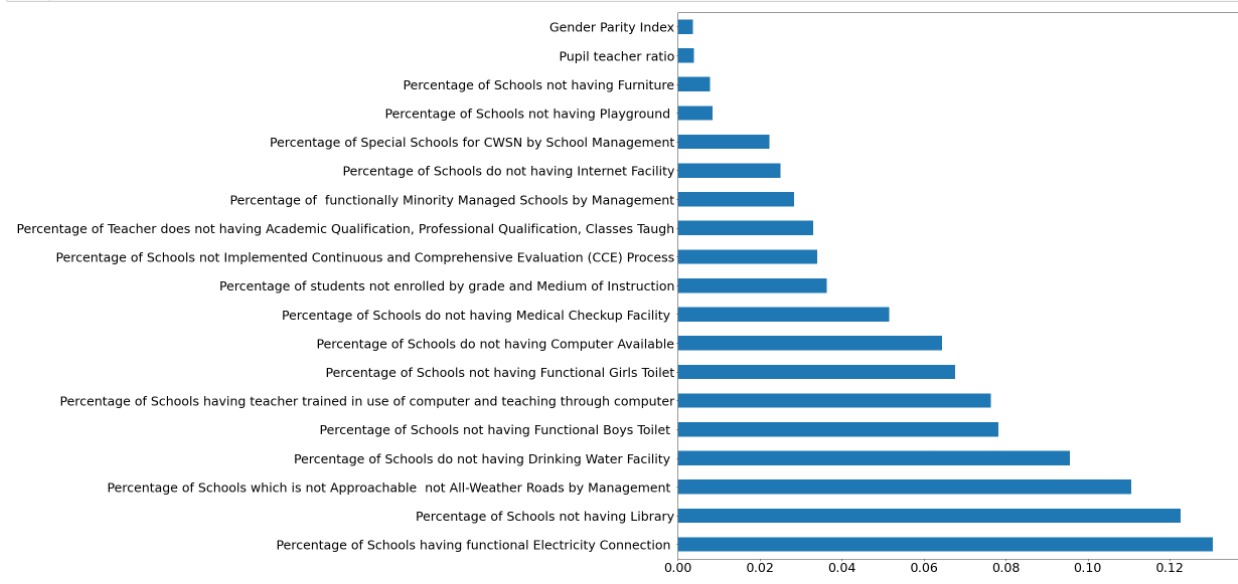 Gender Parity Index
Pupil teacher ratio
Percentage of Schools not having Furniture
Percentage of Schools not having Playground
Percentage of Special Schools for CWSN by School Management
Percentage of Schools do not having Internet Facility
Percentage of  functionally Minority Managed Schools by Management
Percentage of Teacher does not having Academic Qualification, Professional Qualification, Classes Taugh
Percentage of Schools not Implemented Continuous and Comprehensive Evaluation (CCE) Process
Percentage of students not enrolled by grade and Medium of Instruction
Percentage of Schools do not having Medical Checkup Facility
Percentage of Schools do not having Computer Available
Percentage of Schools not having Functional Girls Toilet
Percentage of Schools having teacher trained in use of computer and teaching through computer
Percentage of Schools not having Functional Boys Toilet
Percentage of Schools do not having Drinking Water Facility
Percentage of Schools which is not Approachable  not All-Weather Roads by Management
Percentage of Schools not having Library
Percentage of Schools having functional Electricity Connection
0.00 0.02 0.04 0.06 0.08 0.10 0.12